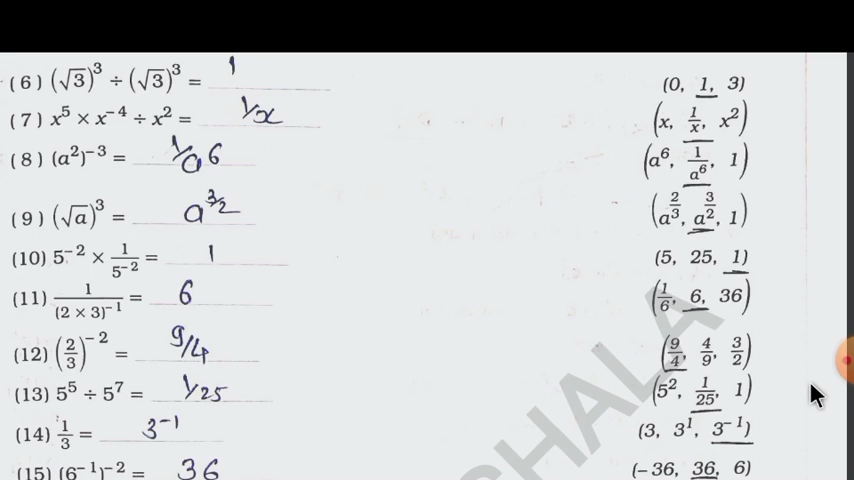 (6) (√3)³ ÷ (√3)³ = 1 (0, 1, 3)
(7) x⁵ × x⁻⁴ ÷ x² = 1/x (x, 1/x, x²)
(8) (a²)⁻³ = 1/a6 (a⁶, 1/a⁶, 1)
(9) (√a)³ = a^3/2 (a^2/3, a^3/2, 1)
(10) 5⁻² × 1/5⁻² = 1 (5, 25, 1)
(11) 1/(2 × 3)⁻¹ = 6 (1/6, 6, 36)
(12) (2/3)⁻² = 9/4 (9/4, 4/9, 3/2)
(13) 5⁵ ÷ 5⁷ = 1/25 (5², 1/25, 1)
(14) 1/3 = 3⁻¹ (3, 3¹, 3⁻¹)
(15) (6⁻¹)⁻² = 36 (–36, 36, 6)
SHALA